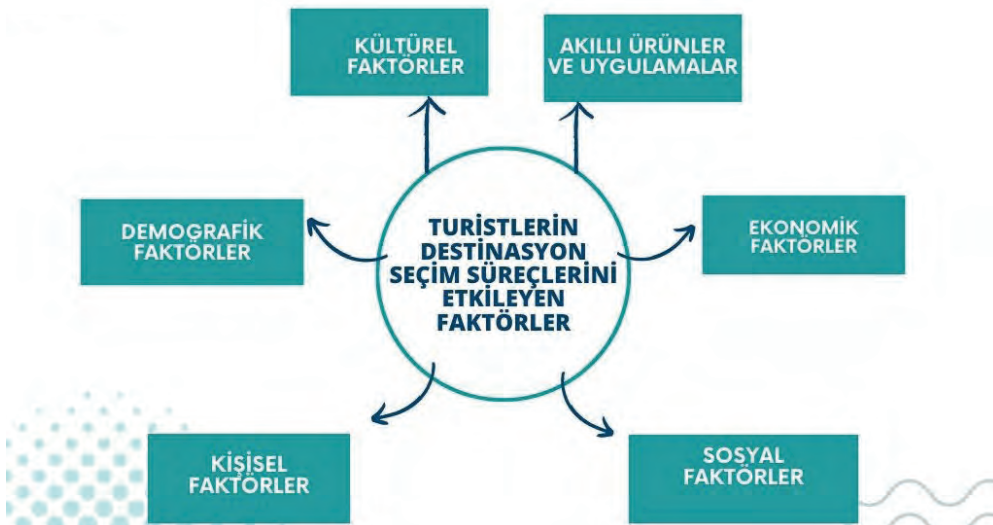 KÜLTÜREL
FAKTÖRLER
AKILLI ÜRÜNLER
VE UYGULAMALAR
DEMOGRAFİK
FAKTÖRLER
TURİSTLERİN
DESTİNASYON
SEÇİM SÜREÇLERİNİ
ETKİLEYEN
FAKTÖRLER
EKONOMİK
FAKTÖRLER
KİŞİSEL
FAKTÖRLER
SOSYAL
FAKTÖRLER